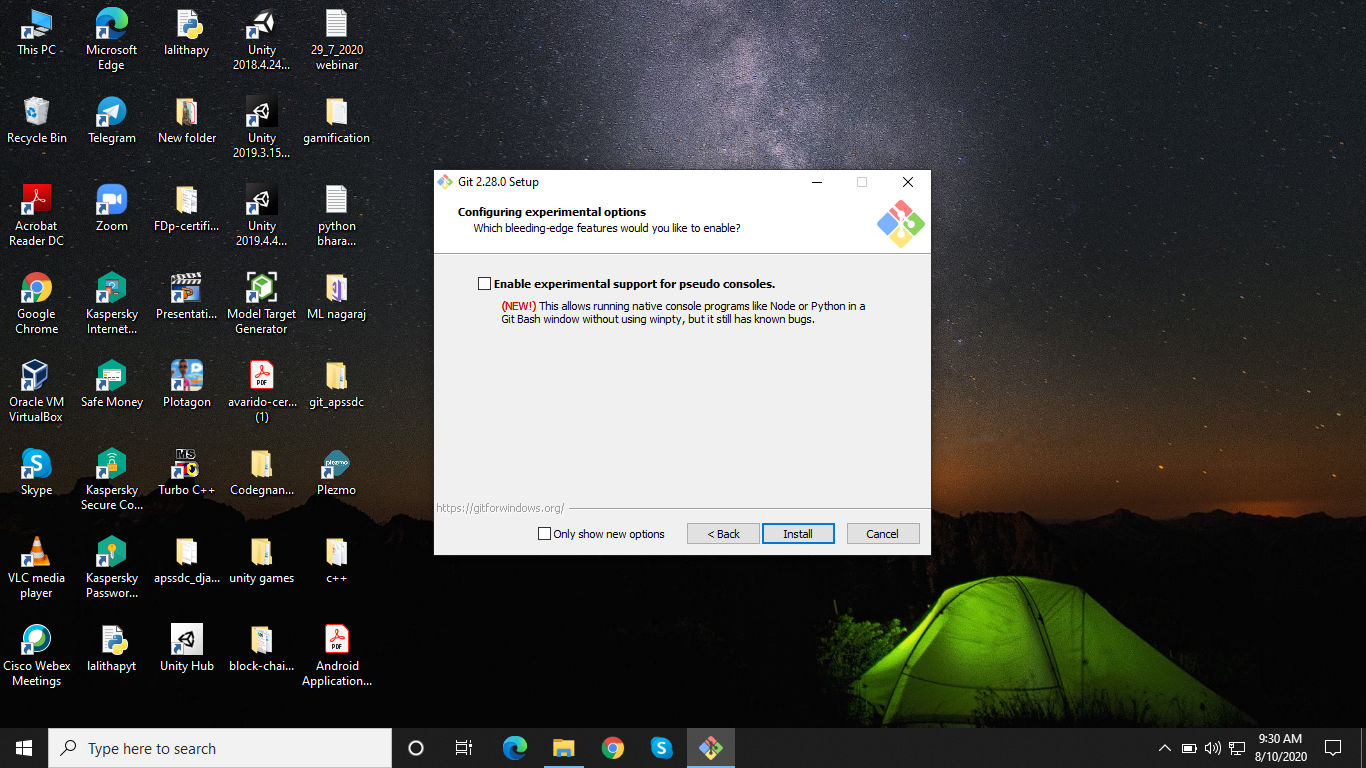 This PC
Microsoft
Edge
lalithapy
Unity
2018.4.24...
29_7_2020
webinar
Recycle Bin
Telegram
New folder
Unity
2019.3.15...
gamification
Acrobat
Reader DC
Zoom
FDp-certifi...
Unity
2019.4.4...
python
bhara...
Google
Chrome
Kaspersky
Internet...
Presentati...
Model Target
Generator
ML nagaraj
Oracle VM
VirtualBox
Safe Money
Plotagon
avarido-cer...
(1)
git_apssdc
Skype
Kaspersky
Secure Co...
Turbo C++
Codegnan...
Plezmo
VLC media
player
Kaspersky
Passwor...
apssdc_dja...
unity games
c++
Cisco Webex
Meetings
lalithapyt
Unity Hub
block-chai...
Android
Application...
Git 2.28.0 Setup
Configuring experimental options
Which bleeding-edge features would you like to enable?
Enable experimental support for pseudo consoles.
(NEW!) This allows running native console programs like Node or Python in a
Git Bash window without using winpty, but it still has known bugs.
https://gitforwindows.org/
Only show new options
< Back
Install
Cancel
Type here to search
9:30 AM
8/10/2020